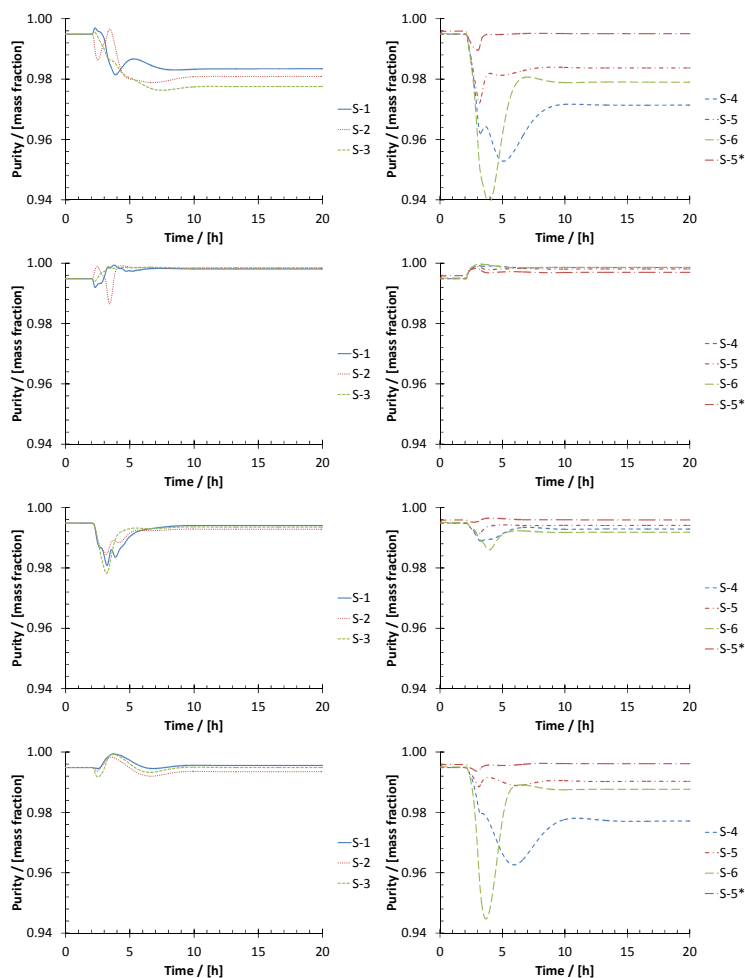 1.00
0.98
0.96
0.94
Purity / [mass fraction]
0 5 10 15 20
Time / [h]
S-1
S-2
S-3
1.00
0.98
0.96
0.94
Purity / [mass fraction]
0 5 10 15 20
Time / [h]
S-4
S-5
S-6
S-5*
1.00
0.98
0.96
0.94
Purity / [mass fraction]
0 5 10 15 20
Time / [h]
S-1
S-2
S-3
1.00
0.98
0.96
0.94
Purity / [mass fraction]
0 5 10 15 20
Time / [h]
S-4
S-5
S-6
S-5*
1.00
0.98
0.96
0.94
Purity / [mass fraction]
0 5 10 15 20
Time / [h]
S-1
S-2
S-3
1.00
0.98
0.96
0.94
Purity / [mass fraction]
0 5 10 15 20
Time / [h]
S-4
S-5
S-6
S-5*
1.00
0.98
0.96
0.94
Purity / [mass fraction]
0 5 10 15 20
Time / [h]
S-1
S-2
S-3
1.00
0.98
0.96
0.94
Purity / [mass fraction]
0 5 10 15 20
Time / [h]
S-4
S-5
S-6
S-5*